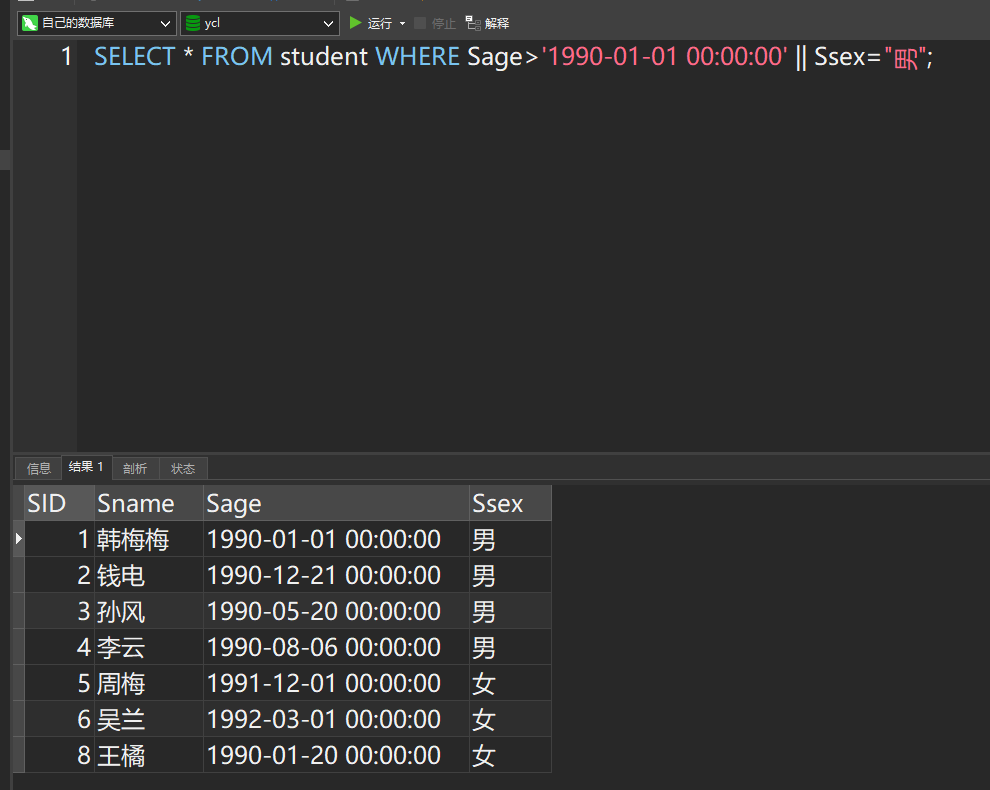 自己的数据库 ycl 运行 停止 解释
1 SELECT * FROM student WHERE Sage>'1990-01-01 00:00:00' || Ssex="男";
信息 结果 1 剖析 状态
SID Sname Sage Ssex
1 韩梅梅 1990-01-01 00:00:00 男
2 钱电 1990-12-21 00:00:00 男
3 孙风 1990-05-20 00:00:00 男
4 李云 1990-08-06 00:00:00 男
5 周梅 1991-12-01 00:00:00 女
6 吴兰 1992-03-01 00:00:00 女
8 王橘 1990-01-20 00:00:00 女